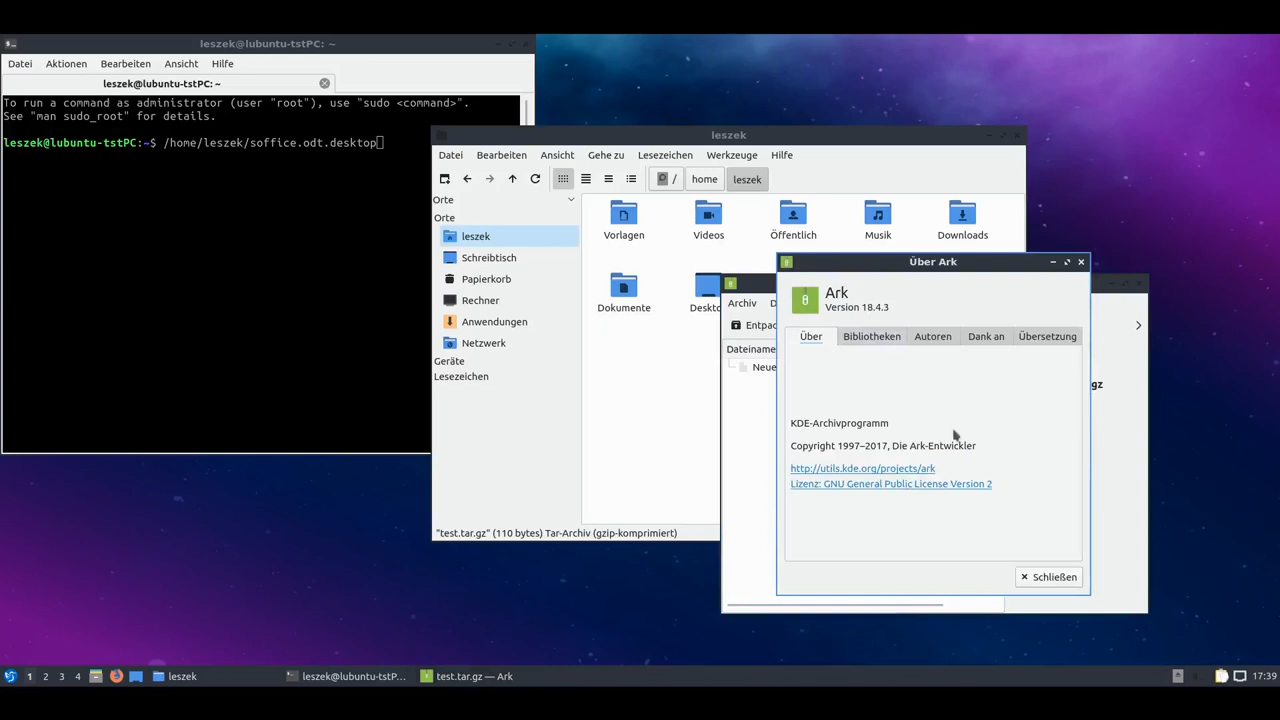 leszek@lubuntu-tstPC: ~
Datei Aktionen Bearbeiten Ansicht Hilfe
leszek@lubuntu-tstPC: ~
To run a command as administrator (user "root"), use "sudo <command>".
See "man sudo_root" for details.
leszek@lubuntu-tstPC:~$ /home/leszek/soffice.odt.desktop
leszek
Datei Bearbeiten Ansicht Gehe zu Lesezeichen Werkzeuge Hilfe
/ home leszek
Orte
Orte
leszek
Schreibtisch
Papierkorb
Rechner
Anwendungen
Netzwerk
Geräte
Lesezeichen
Vorlagen Videos Öffentlich Musik Downloads
Dokumente Deskto
"test.tar.gz" (110 bytes) Tar-Archiv (gzip-komprimiert)
Archiv D
Entpac
Dateiname
Neue
gz
Über Ark
Ark
Version 18.4.3
Über Bibliotheken Autoren Dank an Übersetzung
KDE-Archivprogramm
Copyright 1997–2017, Die Ark-Entwickler
http://utils.kde.org/projects/ark
Lizenz: GNU General Public License Version 2
Schließen
1 2 3 4 leszek leszek@lubuntu-tstP... test.tar.gz — Ark 17:39